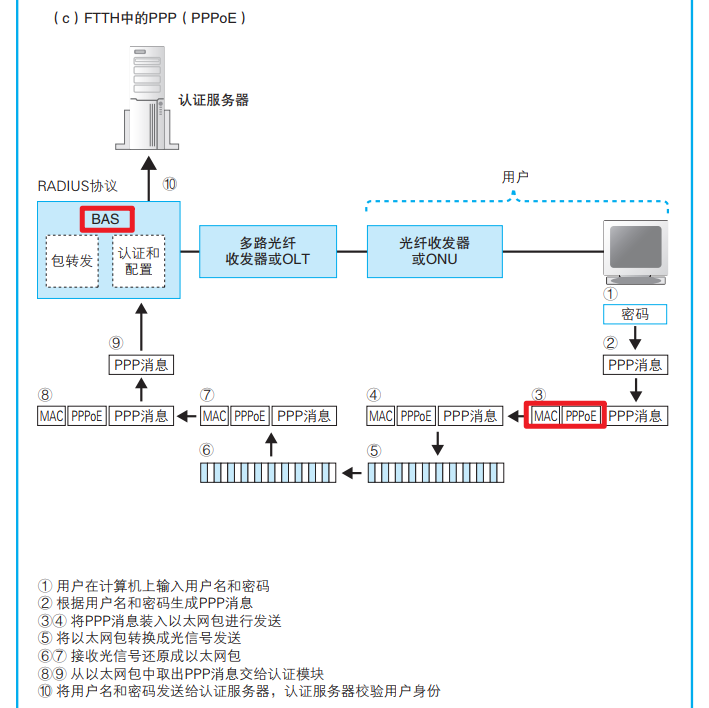 （c）FTTH中的PPP（PPPoE）
认证服务器
RADIUS协议
⑩
用户
BAS
包转发
认证和
配置
多路光纤
收发器或OLT
光纤收发器
或ONU
①
密码
②
PPP消息
⑨
PPP消息
⑧
MAC PPPoE PPP消息
⑦
MAC PPPoE PPP消息
④
MAC PPPoE PPP消息
③
MAC PPPoE PPP消息
⑥
⑤
① 用户在计算机上输入用户名和密码
② 根据用户名和密码生成PPP消息
③④ 将PPP消息装入以太网包进行发送
⑤ 将以太网包转换成光信号发送
⑥⑦ 接收光信号还原成以太网包
⑧⑨ 从以太网包中取出PPP消息交给认证模块
⑩ 将用户名和密码发送给认证服务器，认证服务器校验用户身份